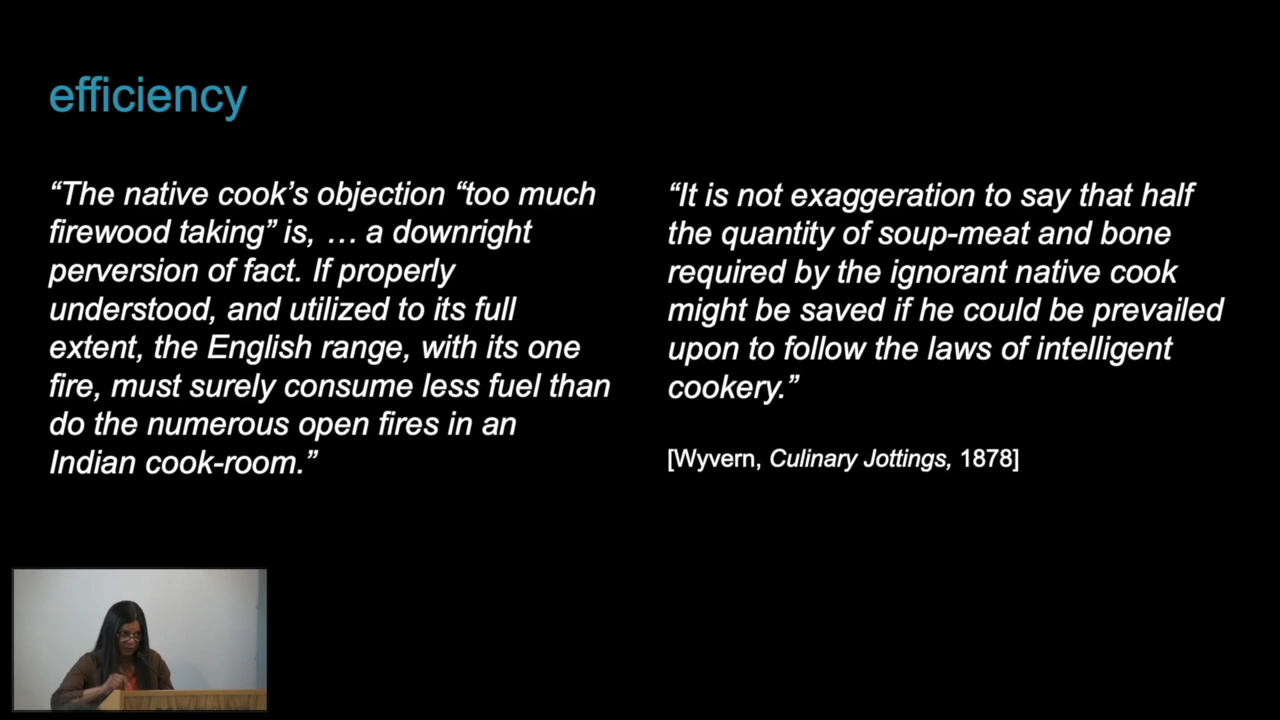 efficiency
“The native cook’s objection “too much
firewood taking” is, … a downright
perversion of fact. If properly
understood, and utilized to its full
extent, the English range, with its one
fire, must surely consume less fuel than
do the numerous open fires in an
Indian cook-room.”
“It is not exaggeration to say that half
the quantity of soup-meat and bone
required by the ignorant native cook
might be saved if he could be prevailed
upon to follow the laws of intelligent
cookery.”
[Wyvern, Culinary Jottings, 1878]